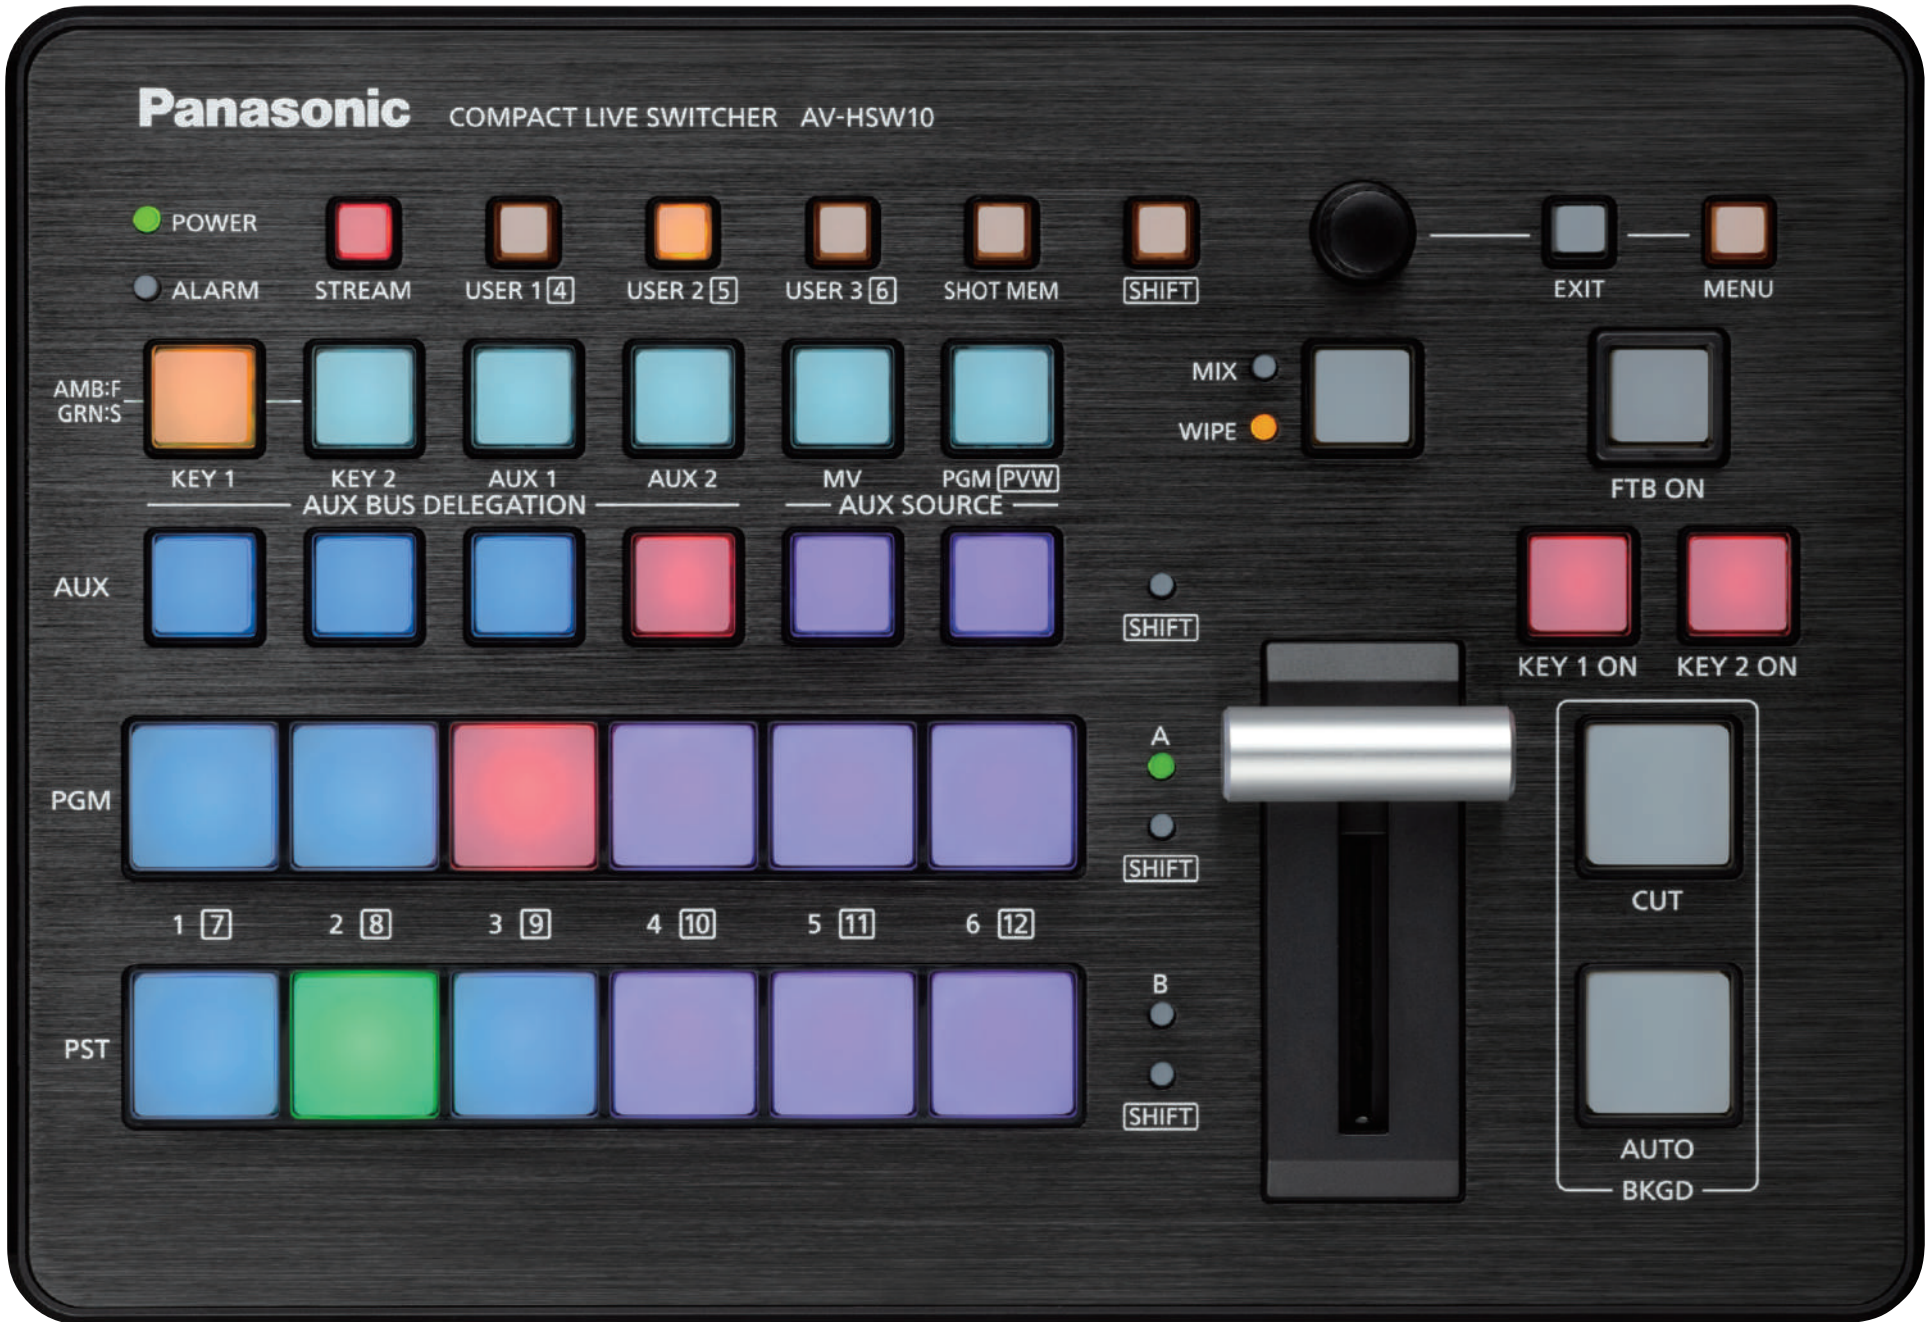 Panasonic COMPACT LIVE SWITCHER AV-HSW10
POWER
ALARM
STREAM USER 1 4 USER 2 5 USER 3 6 SHOT MEM SHIFT EXIT MENU
AMB:F
GRN:S
MIX
WIPE
KEY 1 KEY 2 AUX 1 AUX 2 MV PGM PVW FTB ON
AUX BUS DELEGATION AUX SOURCE
AUX
SHIFT
KEY 1 ON KEY 2 ON
A
PGM
SHIFT
CUT
1 7 2 8 3 9 4 10 5 11 6 12
B
PST
SHIFT
AUTO
BKGD